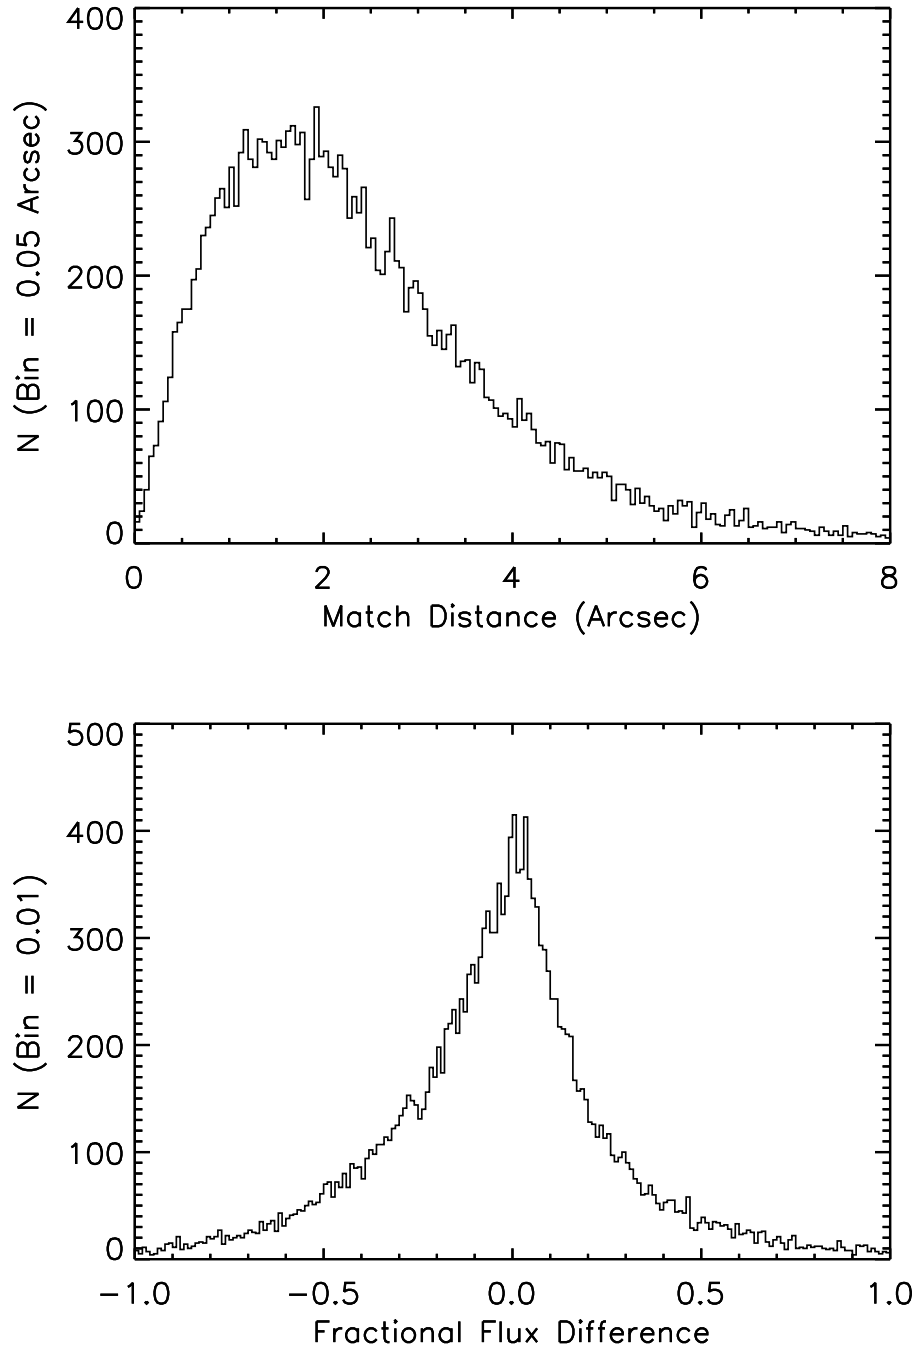 400
300
200
100
0
N (Bin = 0.05 Arcsec)
0 2 4 6 8
Match Distance (Arcsec)
500
400
300
200
100
0
N (Bin = 0.01)
−1.0 −0.5 0.0 0.5 1.0
Fractional Flux Difference